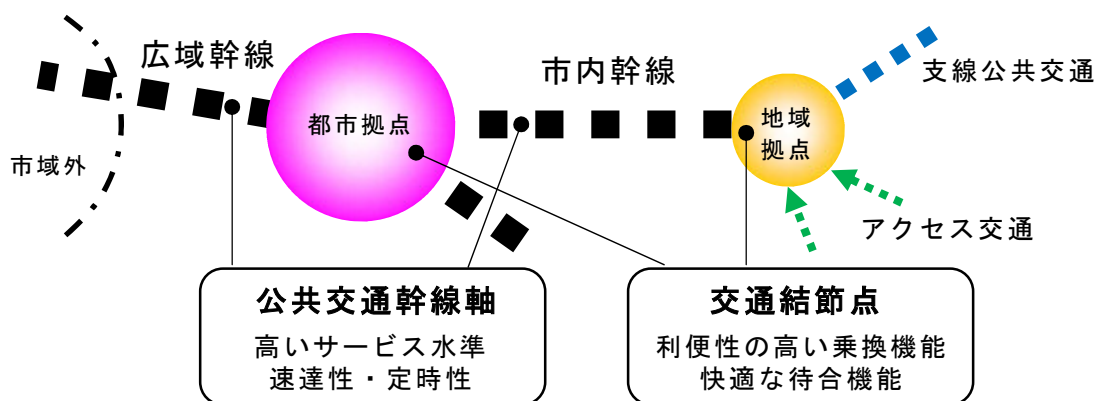 広域幹線
市内幹線
支線公共交通
都市拠点
地域
拠点
市域外
アクセス交通
公共交通幹線軸
高いサービス水準
速達性・定時性
交通結節点
利便性の高い乗換機能
快適な待合機能